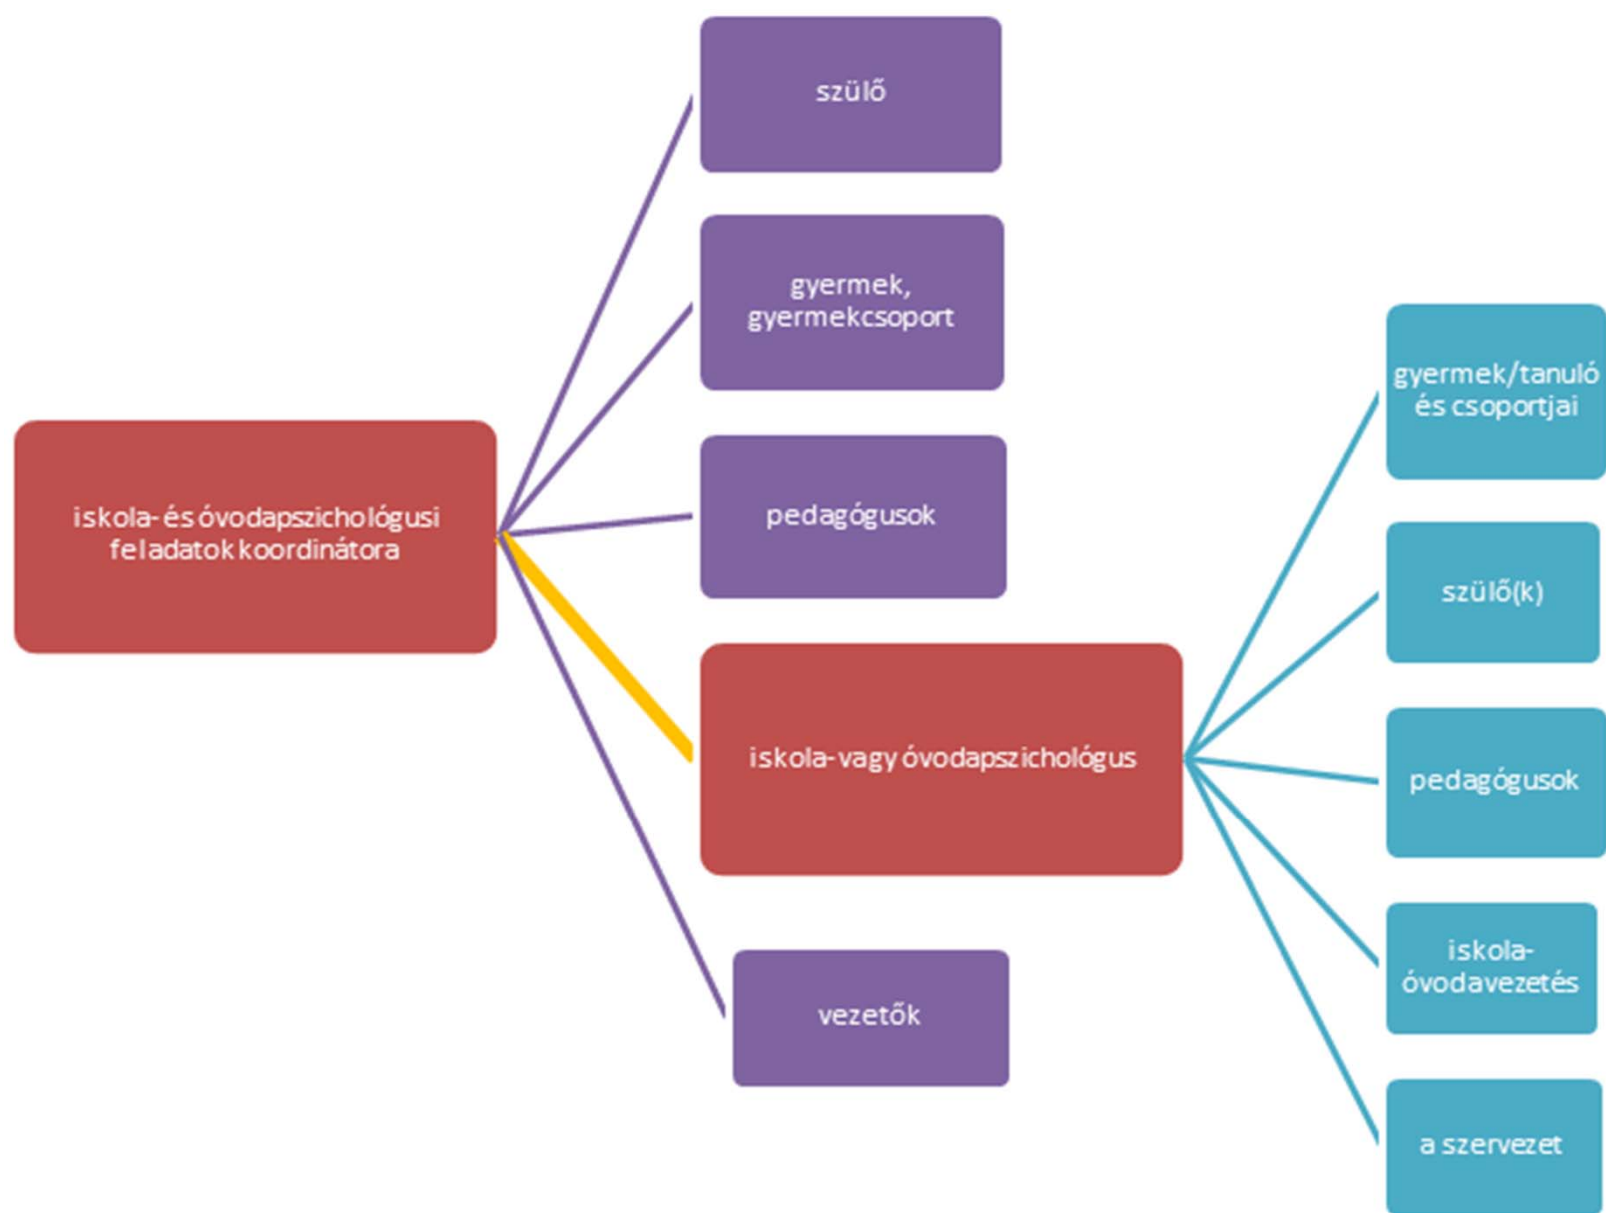 iskola- és óvodapszichológusi
feladatok koordinátora
szülő
gyermek,
gyermekcsoport
pedagógusok
iskola- vagy óvodapszichológus
vezetők
gyermek/tanuló
és csoportjai
szülő(k)
pedagógusok
iskola-
óvodavezetés
a szervezet